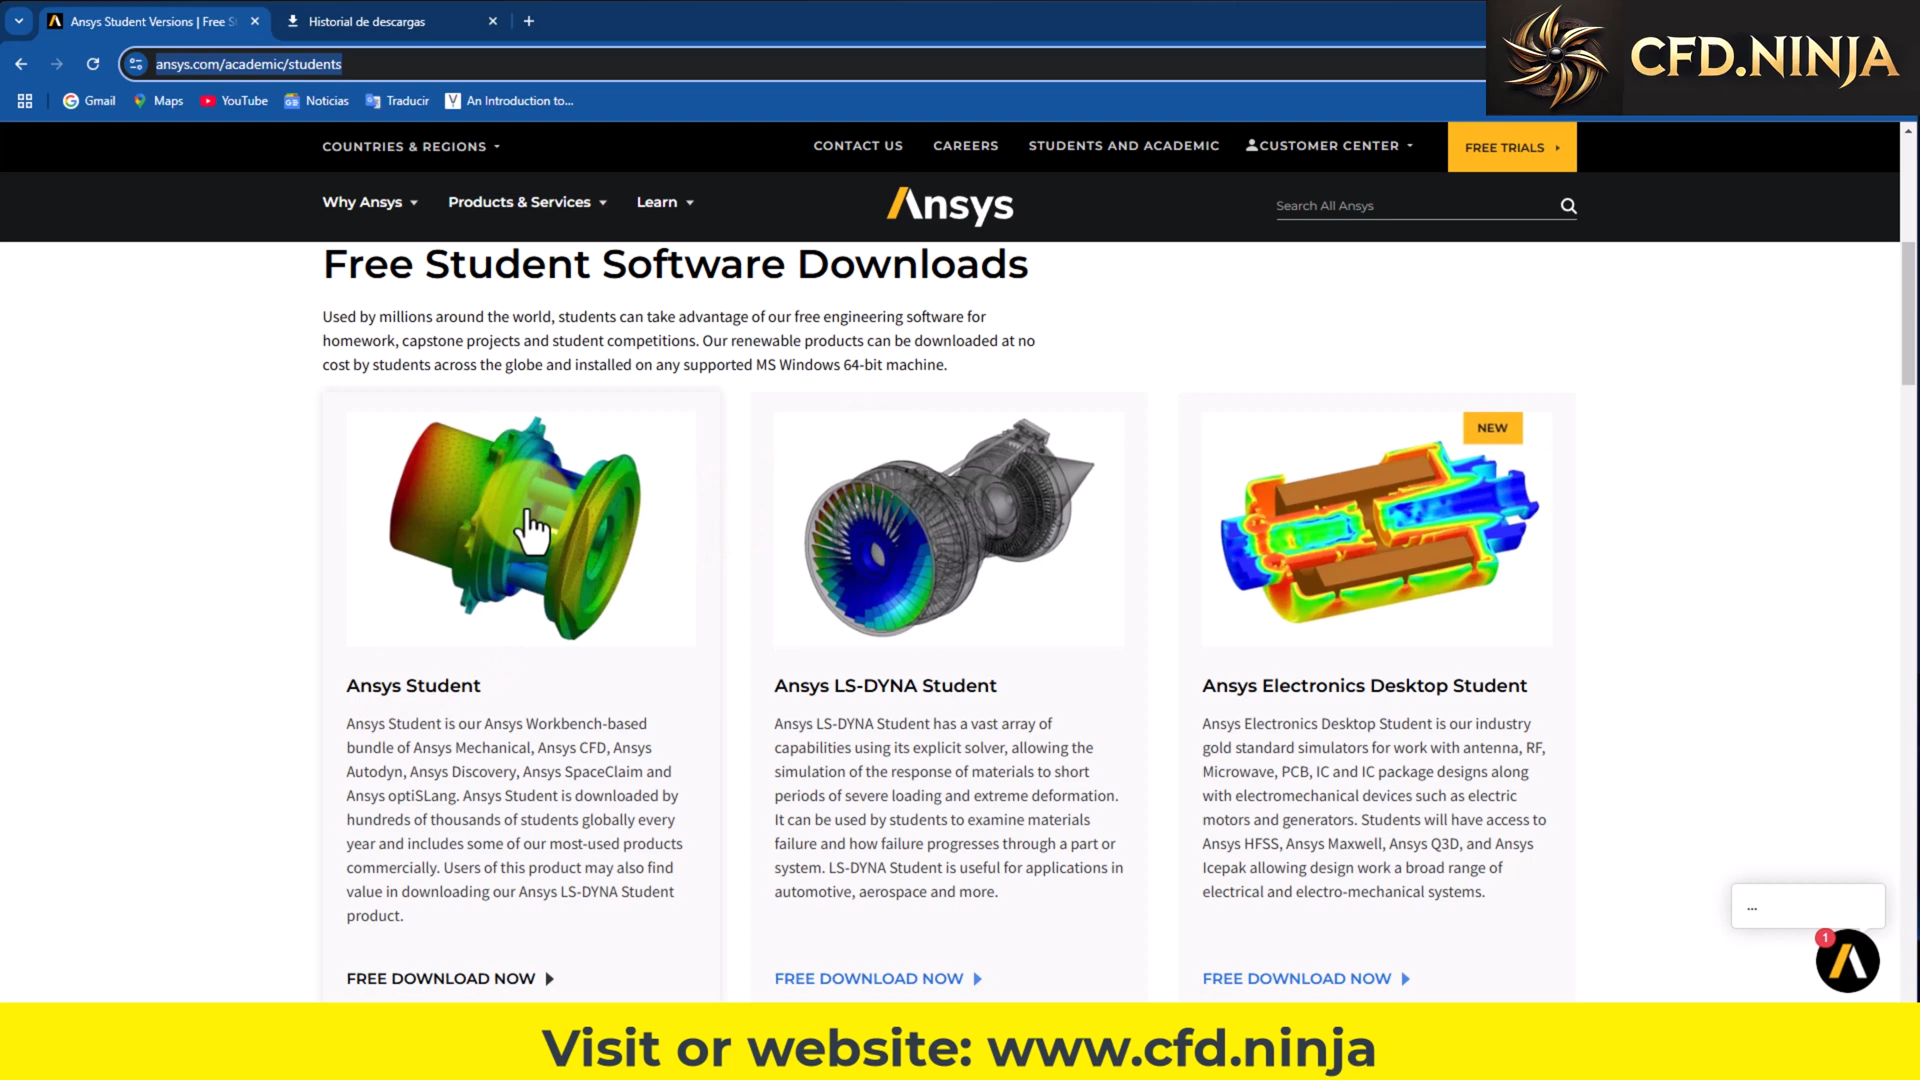 Ansys Student Versions | Free S
Historial de descargas
CFD.NINJA
ansys.com/academic/students
Gmail
Maps
YouTube
Noticias
Traducir
An Introduction to...
COUNTRIES & REGIONS
CONTACT US
CAREERS
STUDENTS AND ACADEMIC
CUSTOMER CENTER
FREE TRIALS
Why Ansys
Products & Services
Learn
Ansys
Search All Ansys
Free Student Software Downloads
Used by millions around the world, students can take advantage of our free engineering software for
homework, capstone projects and student competitions. Our renewable products can be downloaded at no
cost by students across the globe and installed on any supported MS Windows 64-bit machine.
Ansys Student
Ansys Student is our Ansys Workbench-based
bundle of Ansys Mechanical, Ansys CFD, Ansys
Autodyn, Ansys Discovery, Ansys SpaceClaim and
Ansys optiSLang. Ansys Student is downloaded by
hundreds of thousands of students globally every
year and includes some of our most-used products
commercially. Users of this product may also find
value in downloading our Ansys LS-DYNA Student
product.
FREE DOWNLOAD NOW
Ansys LS-DYNA Student
Ansys LS-DYNA Student has a vast array of
capabilities using its explicit solver, allowing the
simulation of the response of materials to short
periods of severe loading and extreme deformation.
It can be used by students to examine materials
failure and how failure progresses through a part or
system. LS-DYNA Student is useful for applications in
automotive, aerospace and more.
FREE DOWNLOAD NOW
NEW
Ansys Electronics Desktop Student
Ansys Electronics Desktop Student is our industry
gold standard simulators for work with antenna, RF,
Microwave, PCB, IC and IC package designs along
with electromechanical devices such as electric
motors and generators. Students will have access to
Ansys HFSS, Ansys Maxwell, Ansys Q3D, and Ansys
Icepak allowing design work a broad range of
electrical and electro-mechanical systems.
FREE DOWNLOAD NOW
...
1
Visit or website: www.cfd.ninja